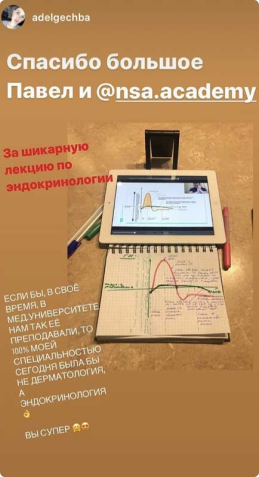 adelgechba
Спасибо большое
Павел и @nsa.academy
За шикарную
лекцию по
эндокринологии
ЕСЛИ БЫ, В СВОЁ
ВРЕМЯ, В
МЕД.УНИВЕРСИТЕТЕ
НАМ ТАК ЕЁ
ПРЕПОДАВАЛИ, ТО
100% МОЕЙ
СПЕЦИАЛЬНОСТЬЮ
СЕГОДНЯ БЫЛА БЫ
НЕ ДЕРМАТОЛОГИЯ,
А
ЭНДОКРИНОЛОГИЯ
👌
ВЫ СУПЕР 🤗😍